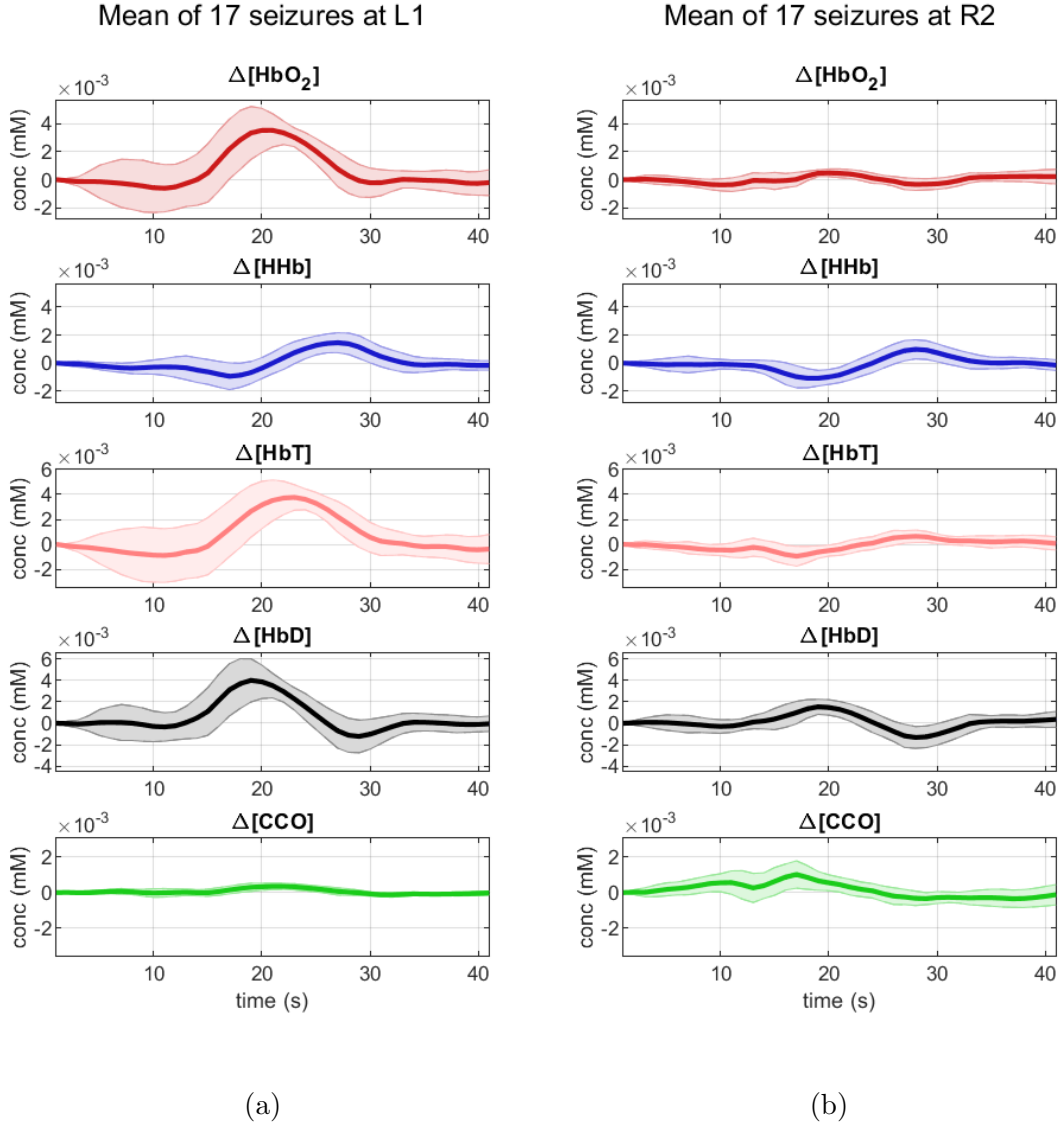 Mean of 17 seizures at L1
×10⁻³
Δ[HbO₂]
conc (mM)
4
2
0
-2
10 20 30 40
×10⁻³
Δ[HHb]
conc (mM)
4
2
0
-2
10 20 30 40
×10⁻³
Δ[HbT]
conc (mM)
6
4
2
0
-2
10 20 30 40
×10⁻³
Δ[HbD]
conc (mM)
6
4
2
0
-2
-4
10 20 30 40
×10⁻³
Δ[CCO]
conc (mM)
2
0
-2
10 20 30 40
time (s)
(a)
Mean of 17 seizures at R2
×10⁻³
Δ[HbO₂]
conc (mM)
4
2
0
-2
10 20 30 40
×10⁻³
Δ[HHb]
conc (mM)
4
2
0
-2
10 20 30 40
×10⁻³
Δ[HbT]
conc (mM)
6
4
2
0
-2
10 20 30 40
×10⁻³
Δ[HbD]
conc (mM)
6
4
2
0
-2
-4
10 20 30 40
×10⁻³
Δ[CCO]
conc (mM)
2
0
-2
10 20 30 40
time (s)
(b)